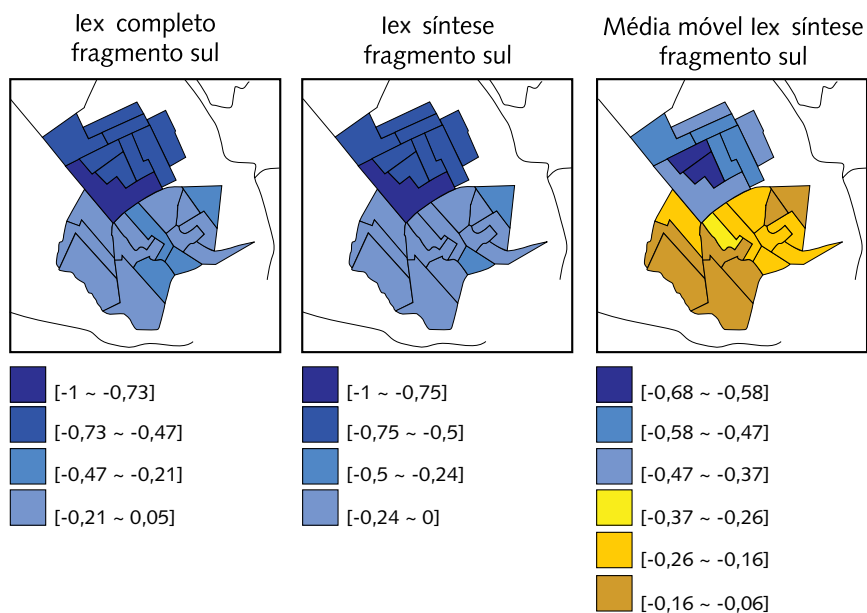 Iex completo
fragmento sul
Iex síntese
fragmento sul
Média móvel Iex síntese
fragmento sul
[-1 ~ -0,73]
[-0,73 ~ -0,47]
[-0,47 ~ -0,21]
[-0,21 ~ 0,05]
[-1 ~ -0,75]
[-0,75 ~ -0,5]
[-0,5 ~ -0,24]
[-0,24 ~ 0]
[-0,68 ~ -0,58]
[-0,58 ~ -0,47]
[-0,47 ~ -0,37]
[-0,37 ~ -0,26]
[-0,26 ~ -0,16]
[-0,16 ~ -0,06]